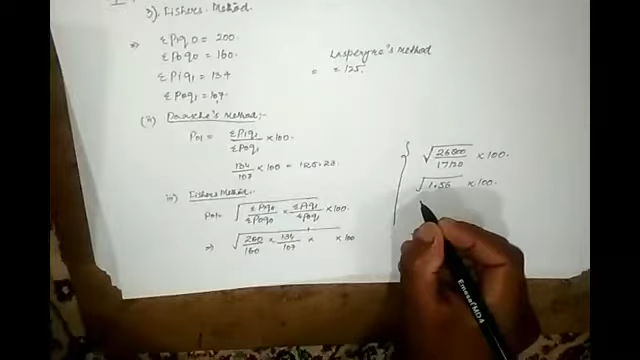 3). Fishers Method.
⇒ ΣP1q0 = 200
ΣP0q0 = 160
ΣP1q1 = 134
ΣP0q1 = 107
Lasperyre's Method
= = 125.
(ii) Paasche's Method :-
P01 = ΣP1q1 / ΣP0q1 × 100
134 / 107 × 100 = 125.23
iii) Fishers Method :-
P01 = √ ΣP1q0 / ΣP0q0 × ΣP1q1 / ΣP0q1 × 100
⇒ √ 200 / 160 × 134 / 107 × × 100
√ 26800 / 17120 × 100.
√ 1.56 × 100.